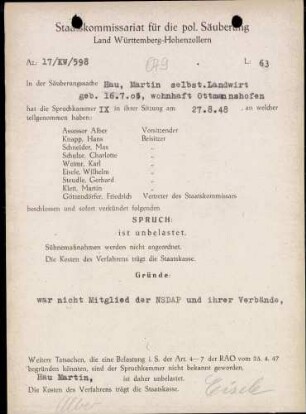 Staatskommissariat für die pol. Säuberung
Land Württemberg-Hohenzollern
Az: 17/KV/598
L: 63
In der Säuberungssache Hau, Martin selbst.Landwirt
geb. 16.7.05, wohnhaft Ottmannshofen
hat die Spruchkammer IX in ihrer Sitzung am 27.8.48, an welcher
teilgenommen haben:
Assessor Alber Vorsitzender
Knapp, Hans Beisitzer
Schneider, Max „
Schulze, Charlotte „
Werner, Karl „
Eisele, Wilhelm „
Steudle, Gerhard „
Klett, Martin „
Göttendörfer, Friedrich Vertreter des Staatskommissars
beschlossen und sofort verkündet folgenden
SPRUCH:
ist unbelastet.
Sühnemaßnahmen werden nicht angeordnet.
Die Kosten des Verfahrens trägt die Staatskasse.
Gründe:
war nicht Mitglied der NSDAP und ihrer Verbände,
Weitere Tatsachen, die eine Belastung i. S. der Art. 4—7 der RAO vom 25. 4. 47
begründen könnten, sind der Spruchkammer nicht bekannt geworden.
Hau Martin, ist daher unbelastet.
Die Kosten des Verfahrens trägt die Staatskasse.
Alber
Eisele